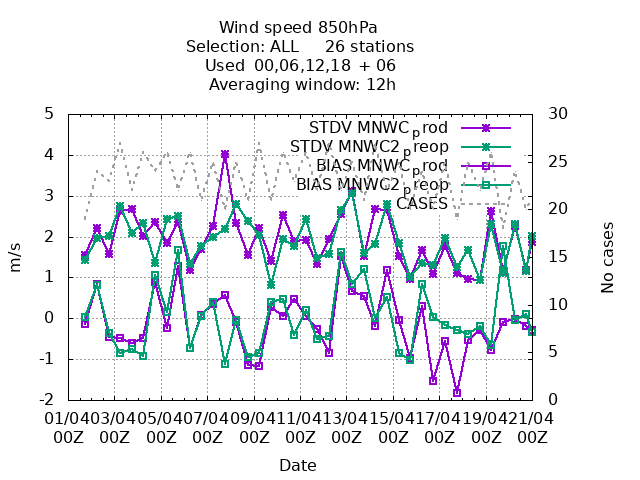 Wind speed 850hPa
Selection: ALL 26 stations
Used 00,06,12,18 + 06
Averaging window: 12h
STDV MNWC_prod
STDV MNWC2_preop
BIAS MNWC_prod
BIAS MNWC2_preop
CASES
5
4
3
2
1
0
-1
-2
m/s
30
25
20
15
10
5
0
No cases
01/04 03/04 05/04 07/04 09/04 11/04 13/04 15/04 17/04 19/04 21/04
00Z 00Z 00Z 00Z 00Z 00Z 00Z 00Z 00Z 00Z 00Z
Date